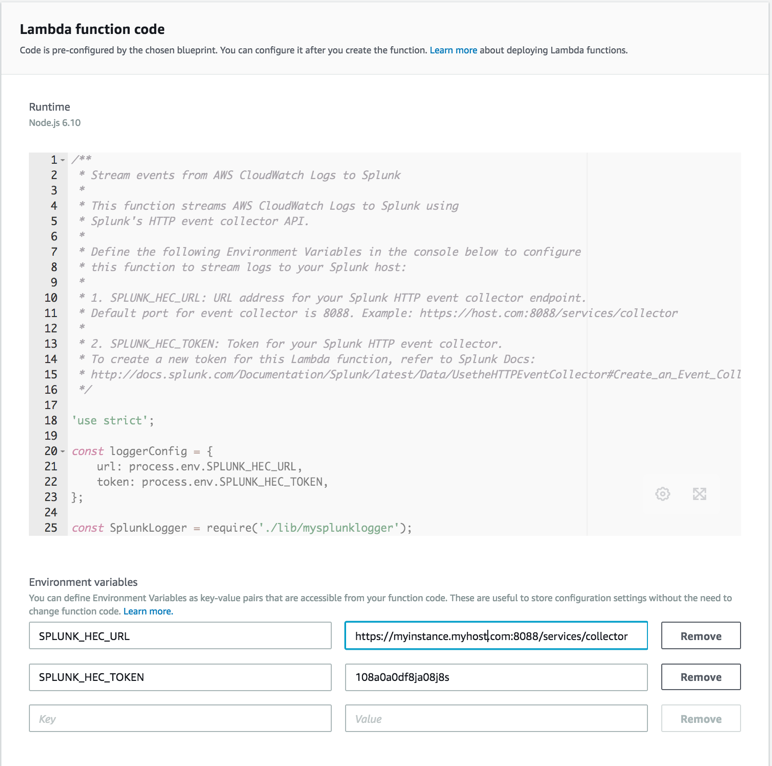 Lambda function code
Code is pre-configured by the chosen blueprint. You can configure it after you create the function. Learn more about deploying Lambda functions.
Runtime
Node.js 6.10
1 /**
2 * Stream events from AWS CloudWatch Logs to Splunk
3 *
4 * This function streams AWS CloudWatch Logs to Splunk using
5 * Splunk's HTTP event collector API.
6 *
7 * Define the following Environment Variables in the console below to configure
8 * this function to stream logs to your Splunk host:
9 *
10 * 1. SPLUNK_HEC_URL: URL address for your Splunk HTTP event collector endpoint.
11 * Default port for event collector is 8088. Example: https://host.com:8088/services/collector
12 *
13 * 2. SPLUNK_HEC_TOKEN: Token for your Splunk HTTP event collector.
14 * To create a new token for this Lambda function, refer to Splunk Docs:
15 * http://docs.splunk.com/Documentation/Splunk/latest/Data/UsetheHTTPEventCollector#Create_an_Event_Coll
16 */
17
18 'use strict';
19
20 const loggerConfig = {
21 url: process.env.SPLUNK_HEC_URL,
22 token: process.env.SPLUNK_HEC_TOKEN,
23 };
24
25 const SplunkLogger = require('./lib/mysplunklogger');
Environment variables
You can define Environment Variables as key-value pairs that are accessible from your function code. These are useful to store configuration settings without the need to
change function code. Learn more.
SPLUNK_HEC_URL https://myinstance.myhost.com:8088/services/collector Remove
SPLUNK_HEC_TOKEN 108a0a0df8ja08j8s Remove
Key Value Remove